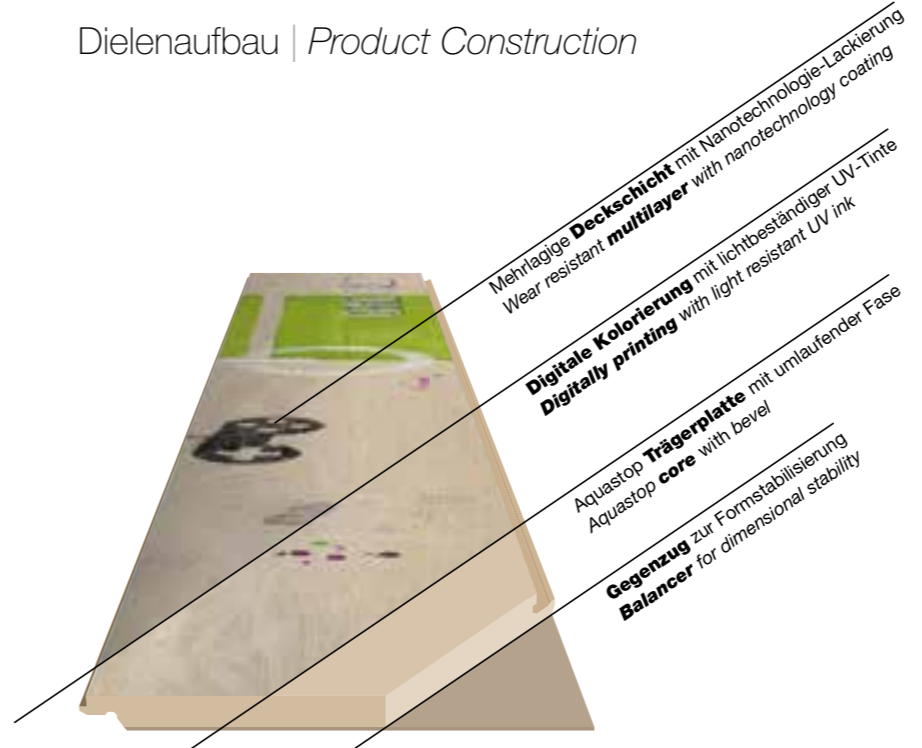 Dielenaufbau | Product Construction
Mehrlagige Deckschicht mit Nanotechnologie-Lackierung
Wear resistant multilayer with nanotechnology coating
Digitale Kolorierung mit lichtbeständiger UV-Tinte
Digitally printing with light resistant UV ink
Aquastop Trägerplatte mit umlaufender Fase
Aquastop core with bevel
Gegenzug zur Formstabilisierung
Balancer for dimensional stability